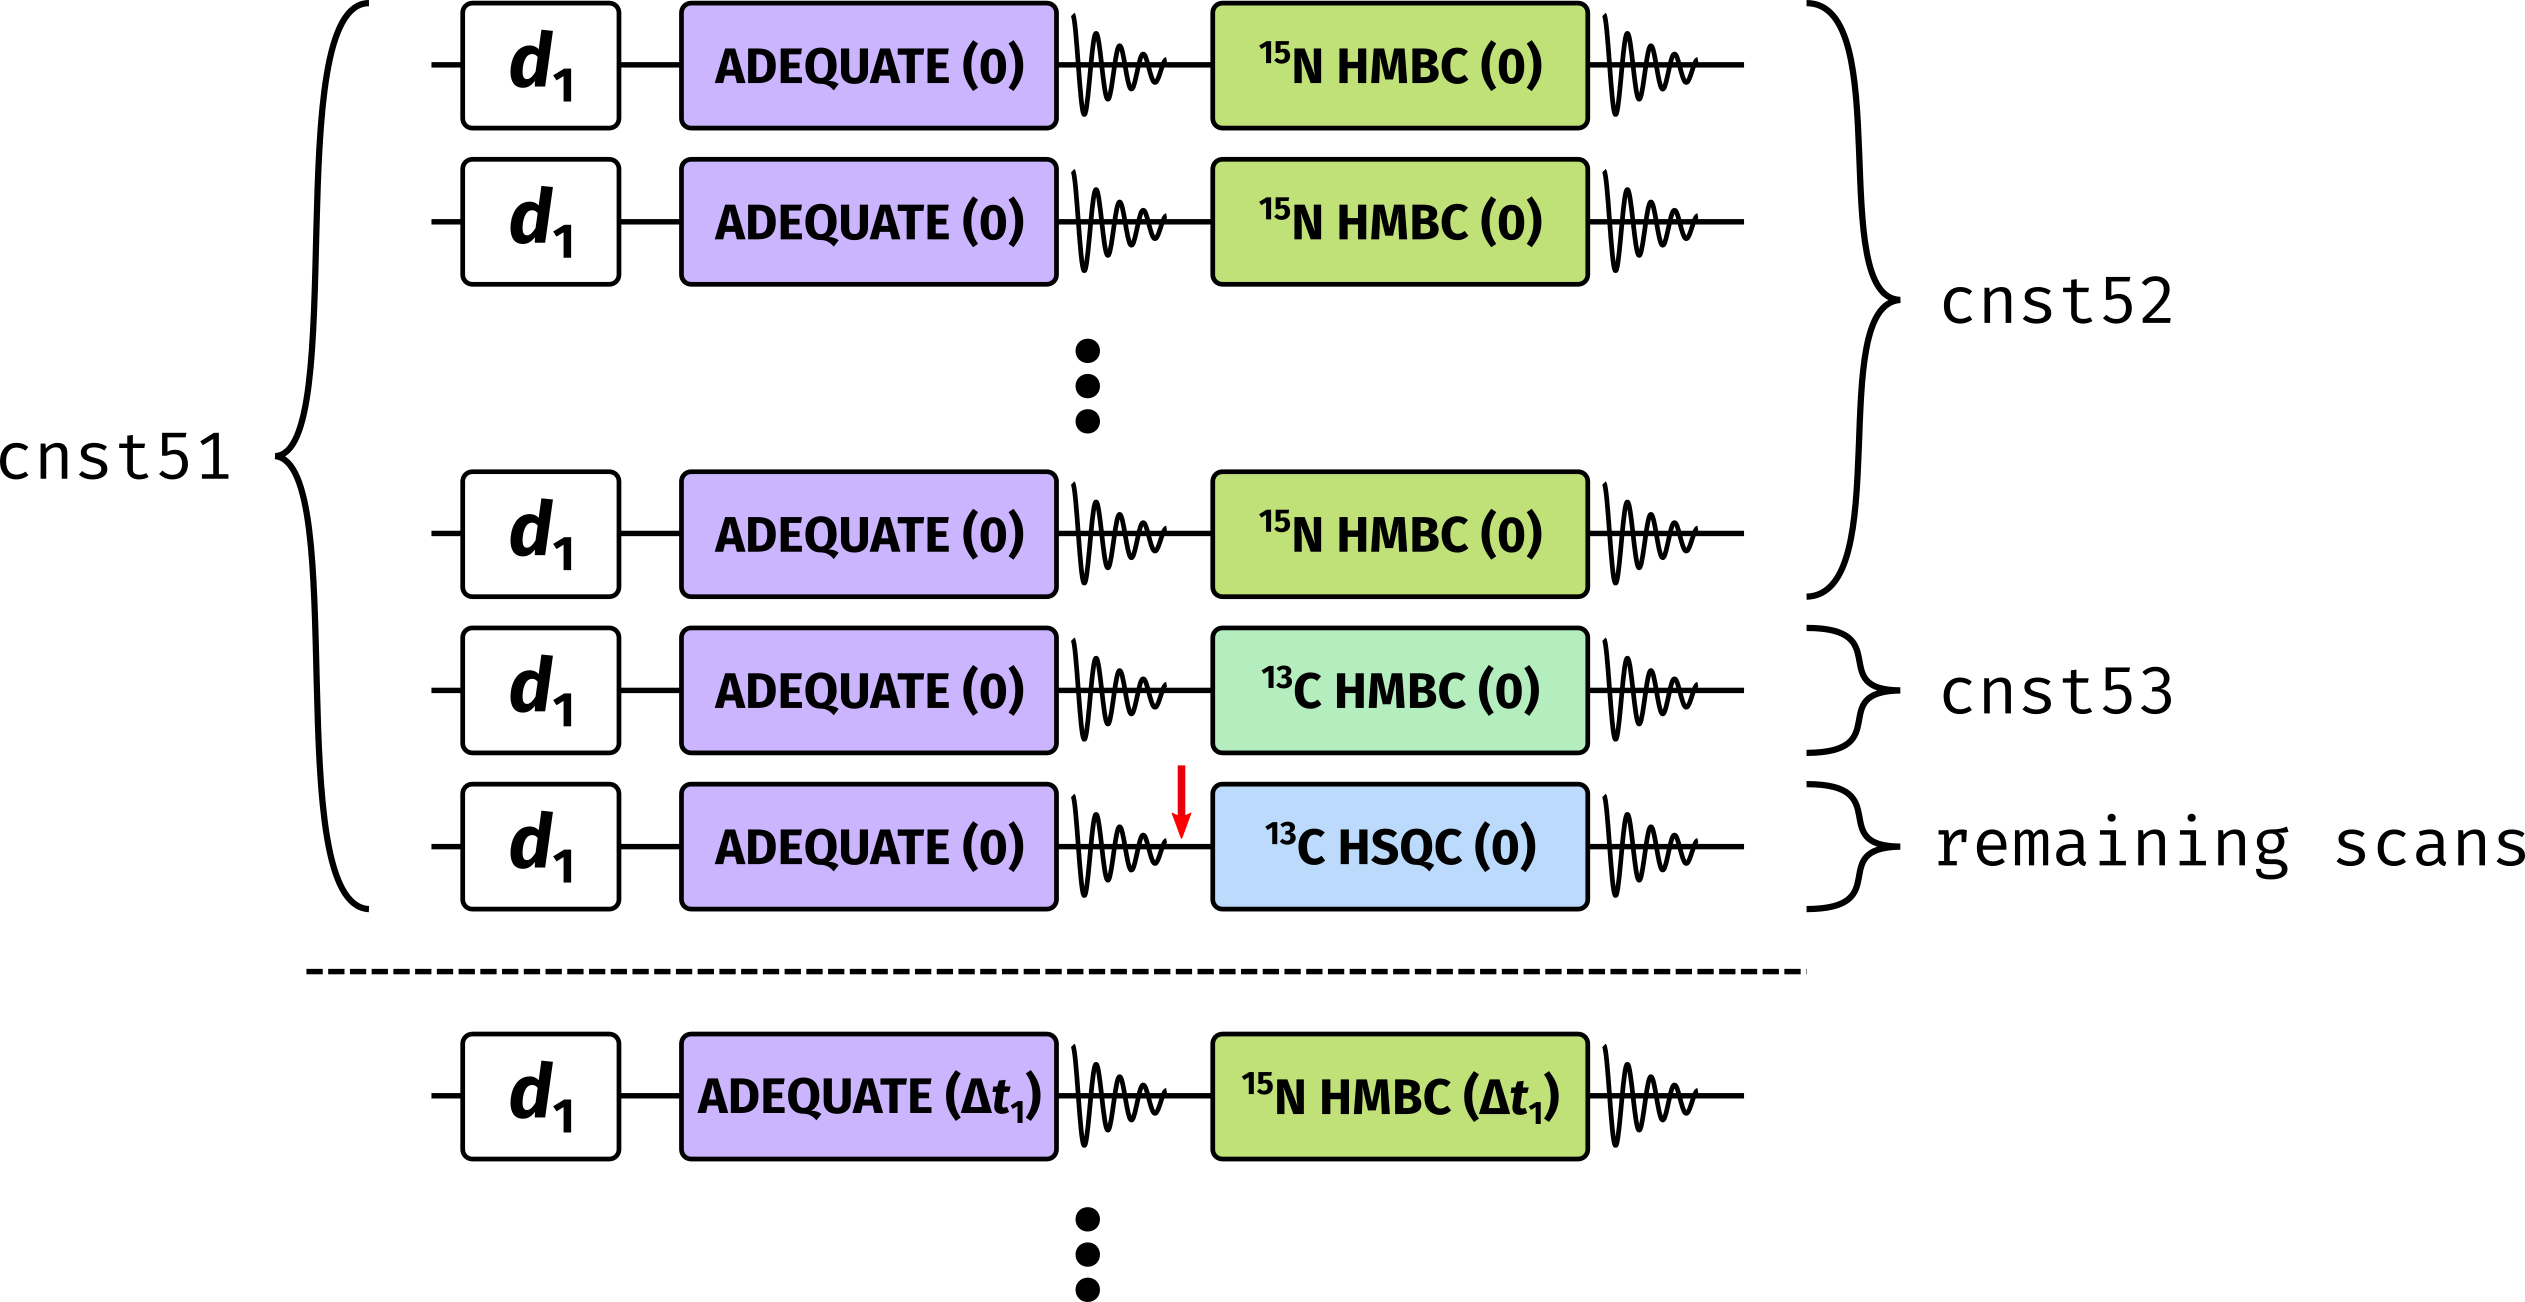 d₁ ADEQUATE (0) ¹⁵N HMBC (0)
d₁ ADEQUATE (0) ¹⁵N HMBC (0)
cnst52
cnst51
d₁ ADEQUATE (0) ¹⁵N HMBC (0)
d₁ ADEQUATE (0) ¹³C HMBC (0) cnst53
d₁ ADEQUATE (0) ¹³C HSQC (0) remaining scans
d₁ ADEQUATE (Δt₁) ¹⁵N HMBC (Δt₁)